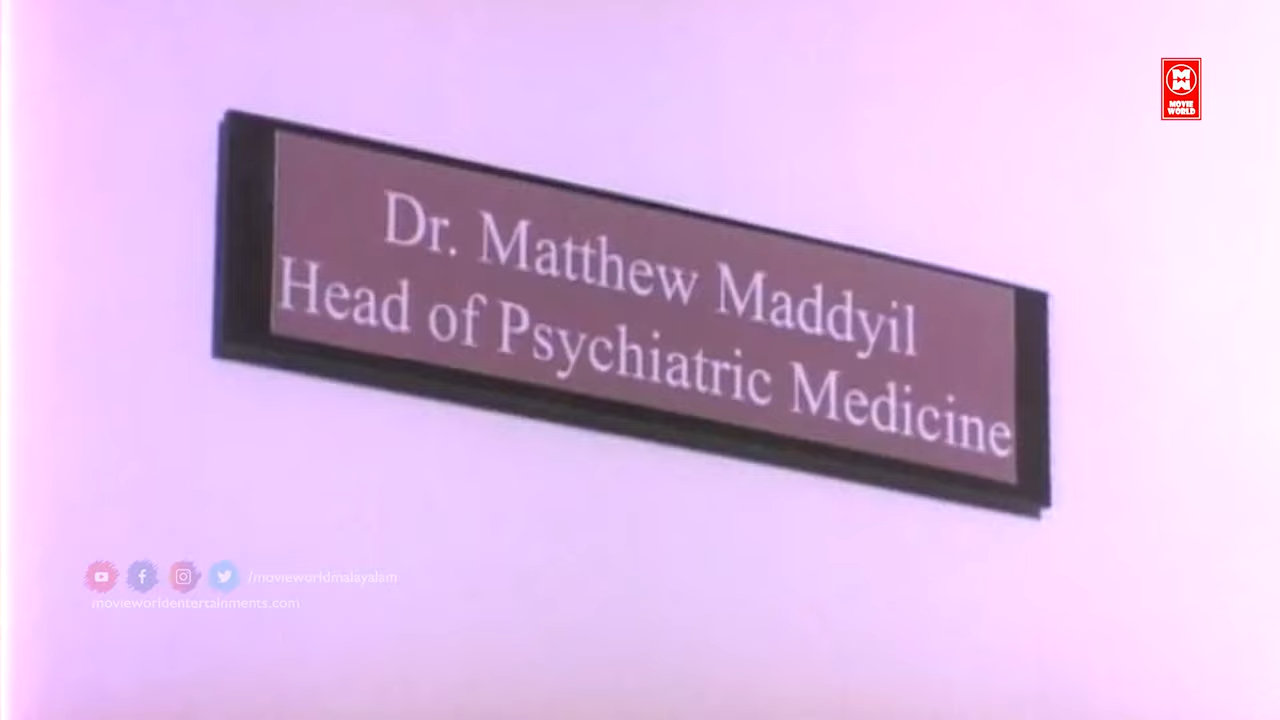 MOVIE
WORLD
Dr. Matthew Maddyil
Head of Psychiatric Medicine
/movieworldmalayalam
movieworldentertainments.com